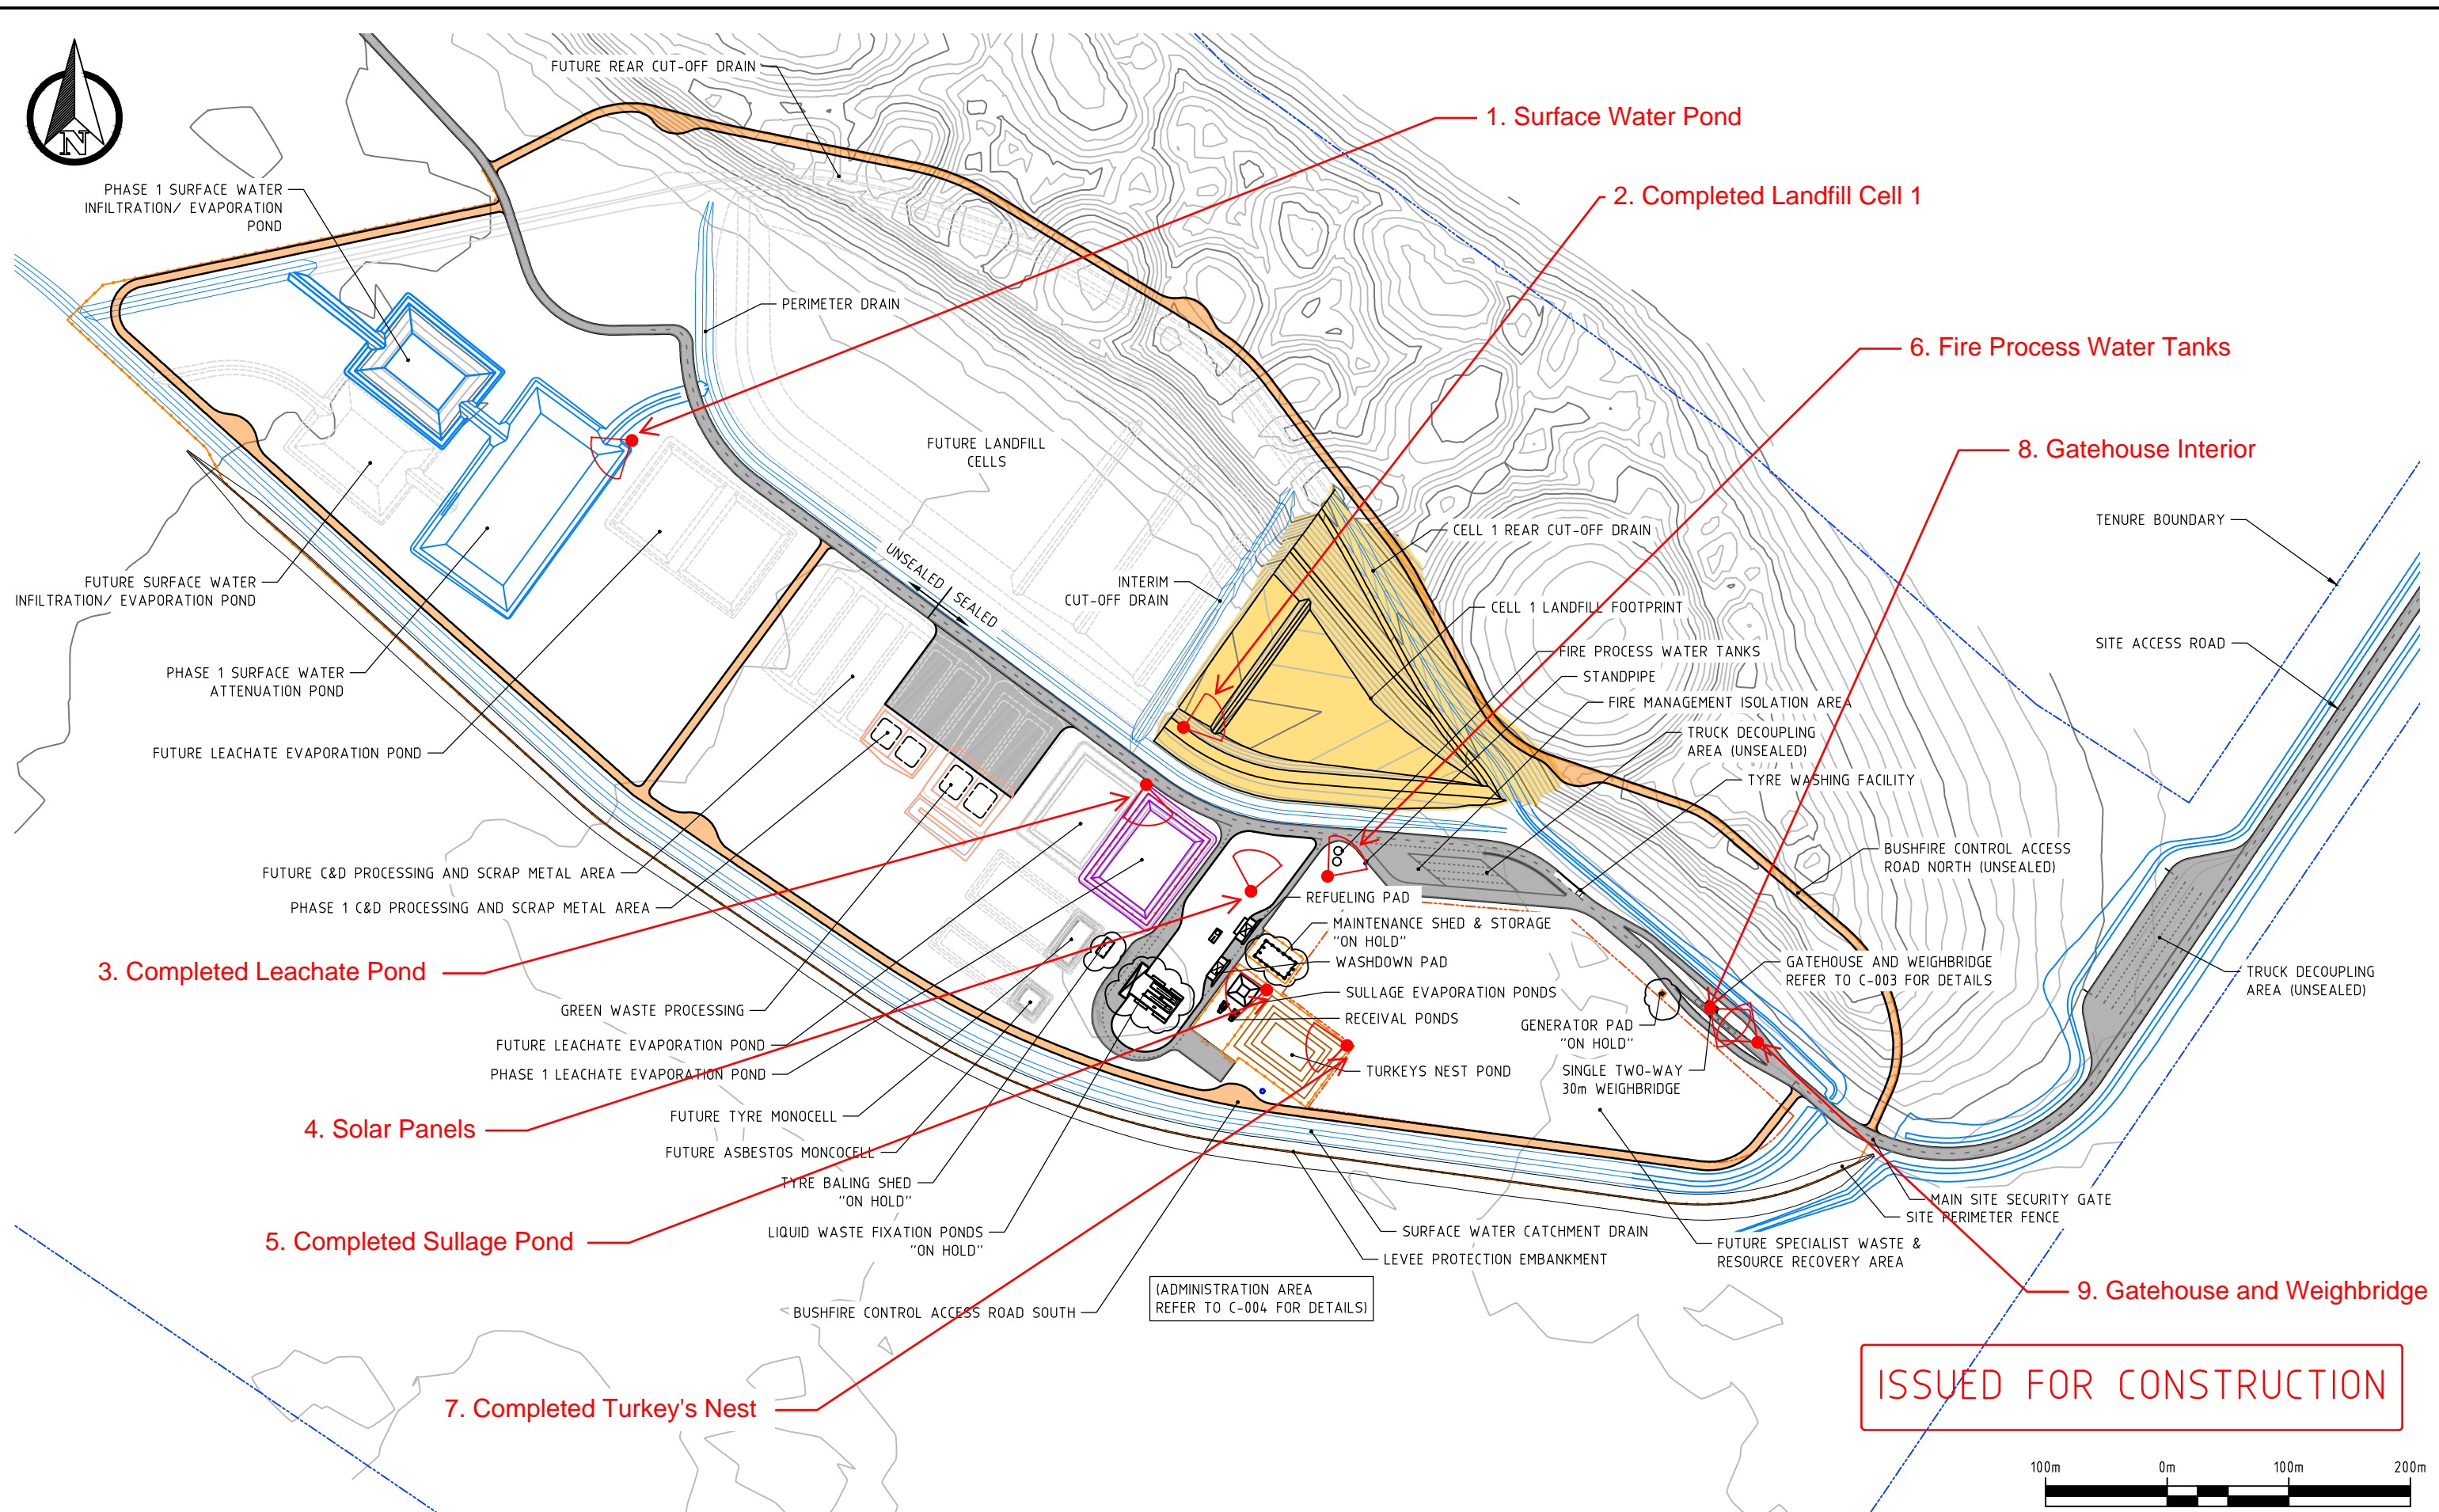 FUTURE REAR CUT-OFF DRAIN
1. Surface Water Pond
N
PHASE 1 SURFACE WATER
INFILTRATION/ EVAPORATION
POND
2. Completed Landfill Cell 1
PERIMETER DRAIN
6. Fire Process Water Tanks
FUTURE LANDFILL
CELLS
8. Gatehouse Interior
TENURE BOUNDARY
CELL 1 REAR CUT-OFF DRAIN
UNSEALED
SEALED
FUTURE SURFACE WATER
INFILTRATION/ EVAPORATION POND
INTERIM
CUT-OFF DRAIN
CELL 1 LANDFILL FOOTPRINT
SITE ACCESS ROAD
FIRE PROCESS WATER TANKS
PHASE 1 SURFACE WATER
ATTENUATION POND
STANDPIPE
FIRE MANAGEMENT ISOLATION AREA
TRUCK DECOUPLING
AREA (UNSEALED)
FUTURE LEACHATE EVAPORATION POND
TYRE WASHING FACILITY
BUSHFIRE CONTROL ACCESS
ROAD NORTH (UNSEALED)
FUTURE C&D PROCESSING AND SCRAP METAL AREA
REFUELING PAD
PHASE 1 C&D PROCESSING AND SCRAP METAL AREA
MAINTENANCE SHED & STORAGE
"ON HOLD"
3. Completed Leachate Pond
WASHDOWN PAD
GATEHOUSE AND WEIGHBRIDGE
REFER TO C-003 FOR DETAILS
TRUCK DECOUPLING
AREA (UNSEALED)
SULLAGE EVAPORATION PONDS
GREEN WASTE PROCESSING
RECEIVAL PONDS
GENERATOR PAD
"ON HOLD"
FUTURE LEACHATE EVAPORATION POND
PHASE 1 LEACHATE EVAPORATION POND
TURKEYS NEST POND
SINGLE TWO-WAY
30m WEIGHBRIDGE
4. Solar Panels
FUTURE TYRE MONOCELL
FUTURE ASBESTOS MONCOCELL
TYRE BALING SHED
"ON HOLD"
MAIN SITE SECURITY GATE
SITE PERIMETER FENCE
5. Completed Sullage Pond
LIQUID WASTE FIXATION PONDS
"ON HOLD"
SURFACE WATER CATCHMENT DRAIN
LEVEE PROTECTION EMBANKMENT
FUTURE SPECIALIST WASTE &
RESOURCE RECOVERY AREA
(ADMINISTRATION AREA
REFER TO C-004 FOR DETAILS)
9. Gatehouse and Weighbridge
BUSHFIRE CONTROL ACCESS ROAD SOUTH
7. Completed Turkey's Nest
ISSUED FOR CONSTRUCTION
100m 0m 100m 200m